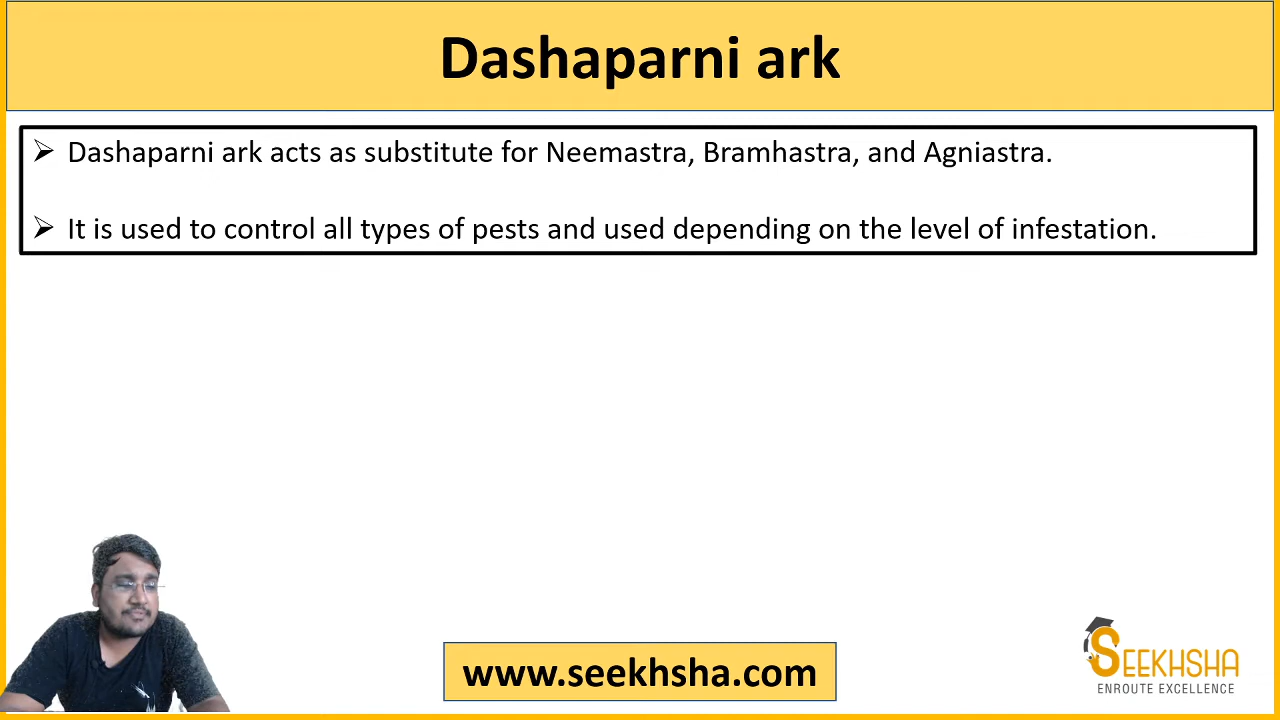 Dashaparni ark
➢ Dashaparni ark acts as substitute for Neemastra, Bramhastra, and Agniastra.
➢ It is used to control all types of pests and used depending on the level of infestation.
www.seekhsha.com
SEEKHSHA
ENROUTE EXCELLENCE